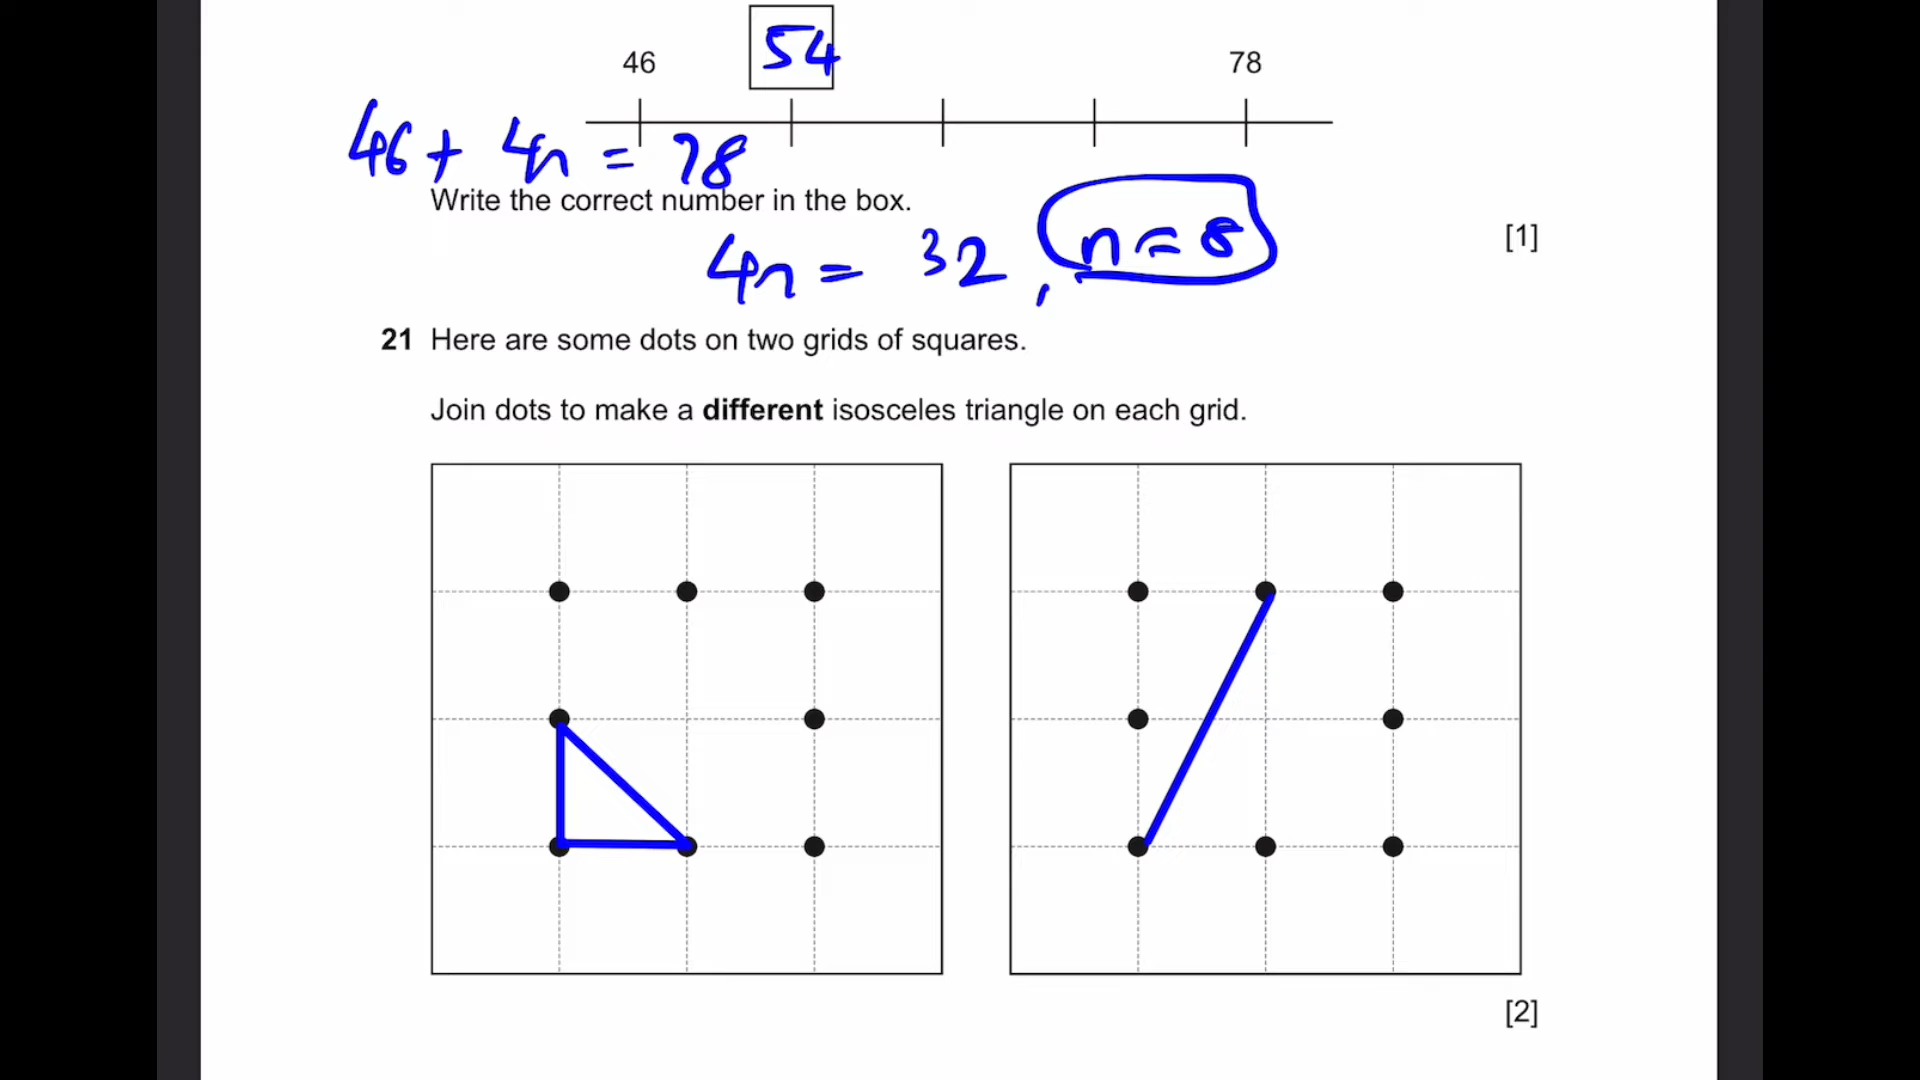 54
46 78
46 + 4n = 78
Write the correct number in the box.
[1]
4n = 32 , n = 8
21 Here are some dots on two grids of squares.
Join dots to make a different isosceles triangle on each grid.
[2]